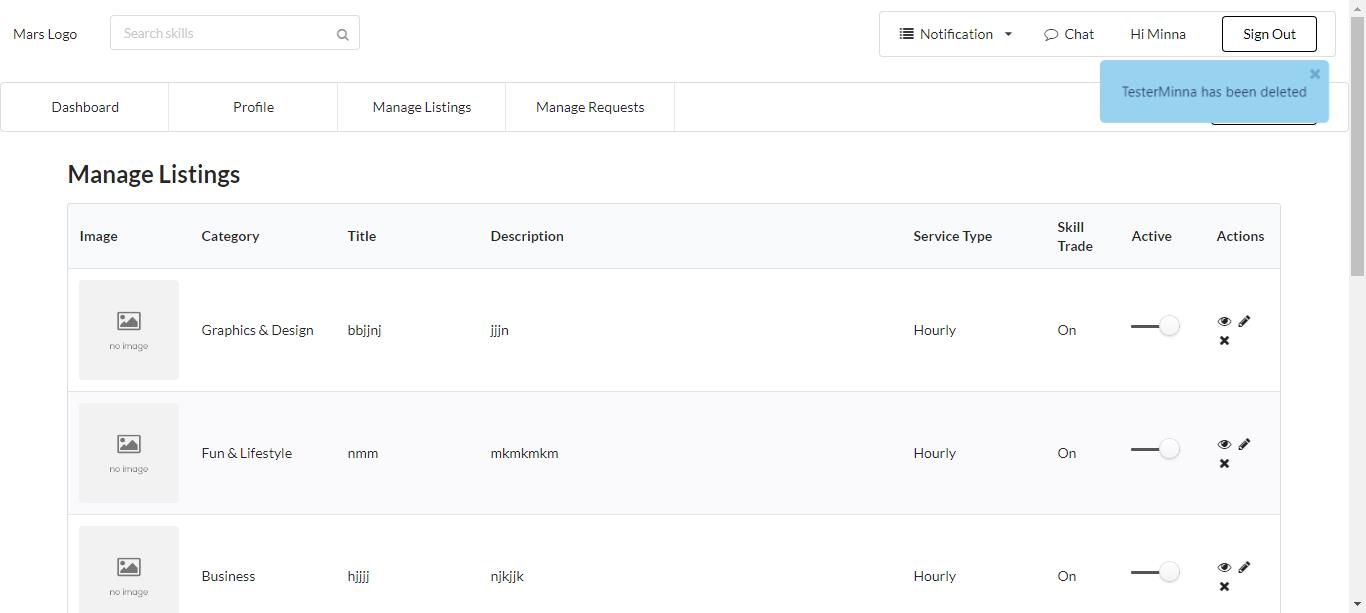 Mars Logo
Search skills
Notification
Chat
Hi Minna
Sign Out
TesterMinna has been deleted
Dashboard
Profile
Manage Listings
Manage Requests
Manage Listings
Image
Category
Title
Description
Service Type
Skill
Trade
Active
Actions
no image
Graphics & Design
bbjjnj
jjjn
Hourly
On
no image
Fun & Lifestyle
nmm
mkmkmkm
Hourly
On
no image
Business
hjjjj
njkjjk
Hourly
On